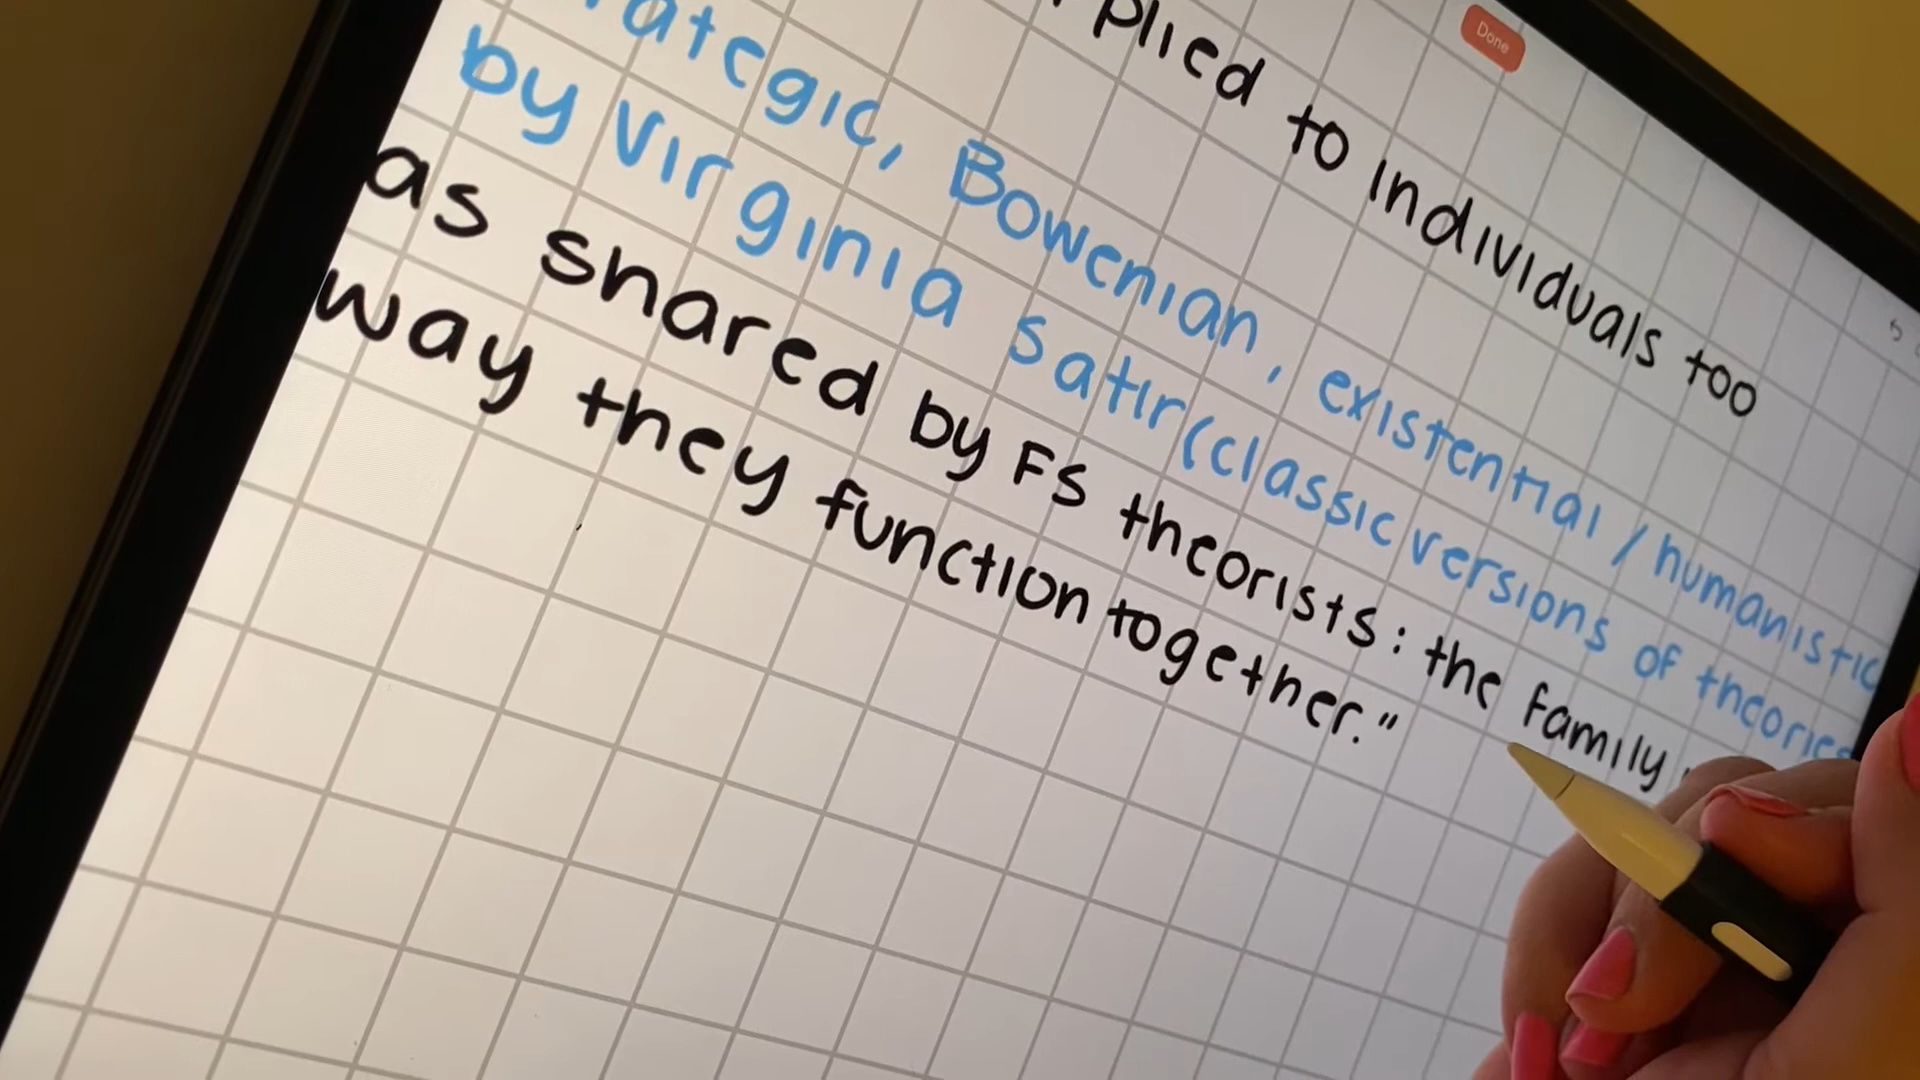 Done
plied to individuals too
rategic, Bowenian, existential/humanistic
by Virginia Satir (classic versions of theories
as shared by FS theorists: the family
way they function together."